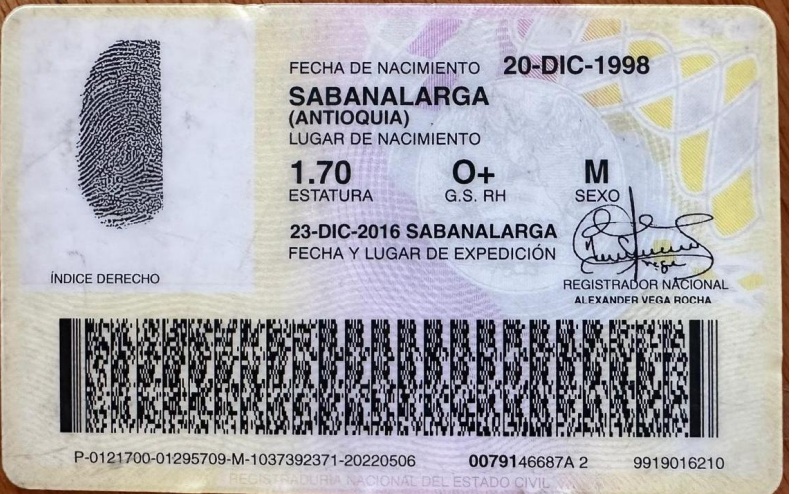 FECHA DE NACIMIENTO 20-DIC-1998
SABANALARGA
(ANTIOQUIA)
LUGAR DE NACIMIENTO
1.70 O+ M
ESTATURA G.S. RH SEXO
23-DIC-2016 SABANALARGA
FECHA Y LUGAR DE EXPEDICIÓN
ÍNDICE DERECHO
REGISTRADOR NACIONAL
ALEXANDER VEGA ROCHA
P-0121700-01295709-M-1037392371-20220506 0079146687A 2 9919016210
REGISTRADURIA NACIONAL DEL ESTADO CIVIL